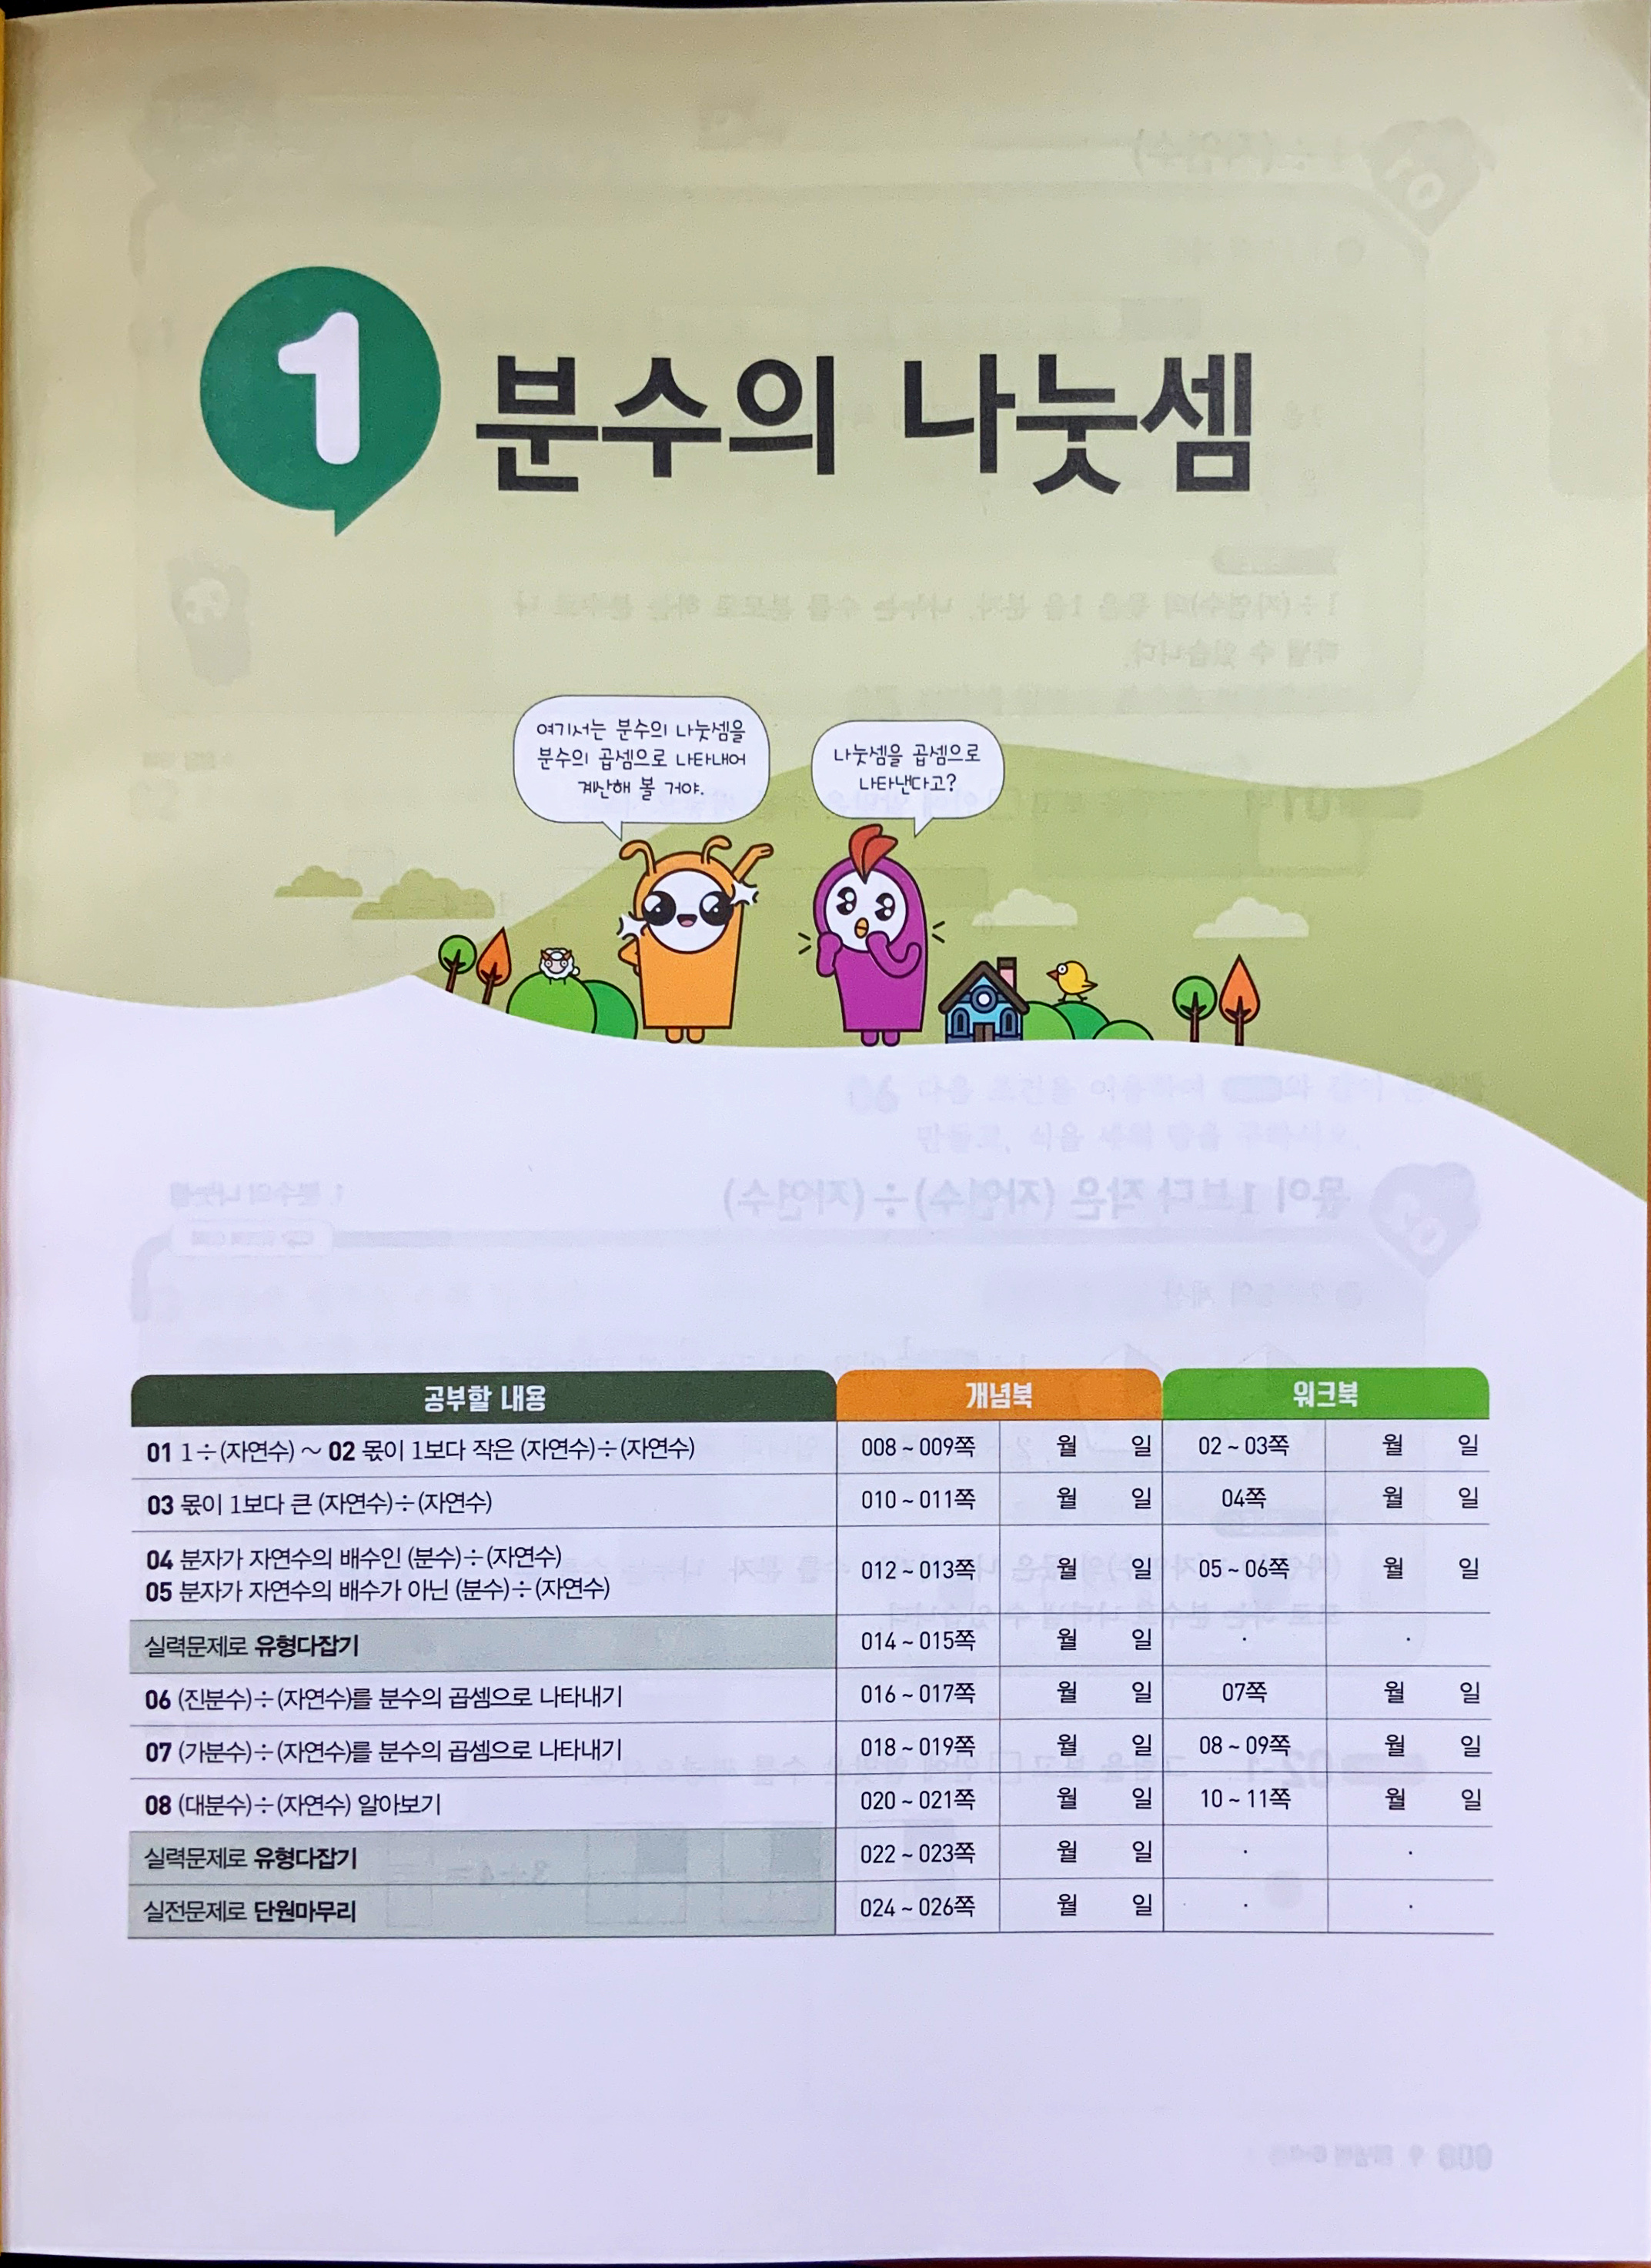 1 분수의 나눗셈
여기서는 분수의 나눗셈을
분수의 곱셈으로 나타내어
계산해 볼 거야.
나눗셈을 곱셈으로
나타낸다고?
공부할 내용 개념북 워크북
01 1÷(자연수) ~ 02 몫이 1보다 작은 (자연수)÷(자연수) 008 ~ 009쪽 월 일 02 ~ 03쪽 월 일
03 몫이 1보다 큰 (자연수)÷(자연수) 010 ~ 011쪽 월 일 04쪽 월 일
04 분자가 자연수의 배수인 (분수)÷(자연수)
05 분자가 자연수의 배수가 아닌 (분수)÷(자연수) 012 ~ 013쪽 월 일 05 ~ 06쪽 월 일
실력문제로 유형다잡기 014 ~ 015쪽 월 일 · ·
06 (진분수)÷(자연수)를 분수의 곱셈으로 나타내기 016 ~ 017쪽 월 일 07쪽 월 일
07 (가분수)÷(자연수)를 분수의 곱셈으로 나타내기 018 ~ 019쪽 월 일 08 ~ 09쪽 월 일
08 (대분수)÷(자연수) 알아보기 020 ~ 021쪽 월 일 10 ~ 11쪽 월 일
실력문제로 유형다잡기 022 ~ 023쪽 월 일 · ·
실전문제로 단원마무리 024 ~ 026쪽 월 일 · ·